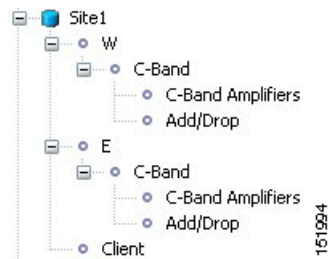 Site1
W
C-Band
C-Band Amplifiers
Add/Drop
E
C-Band
C-Band Amplifiers
Add/Drop
Client
151994